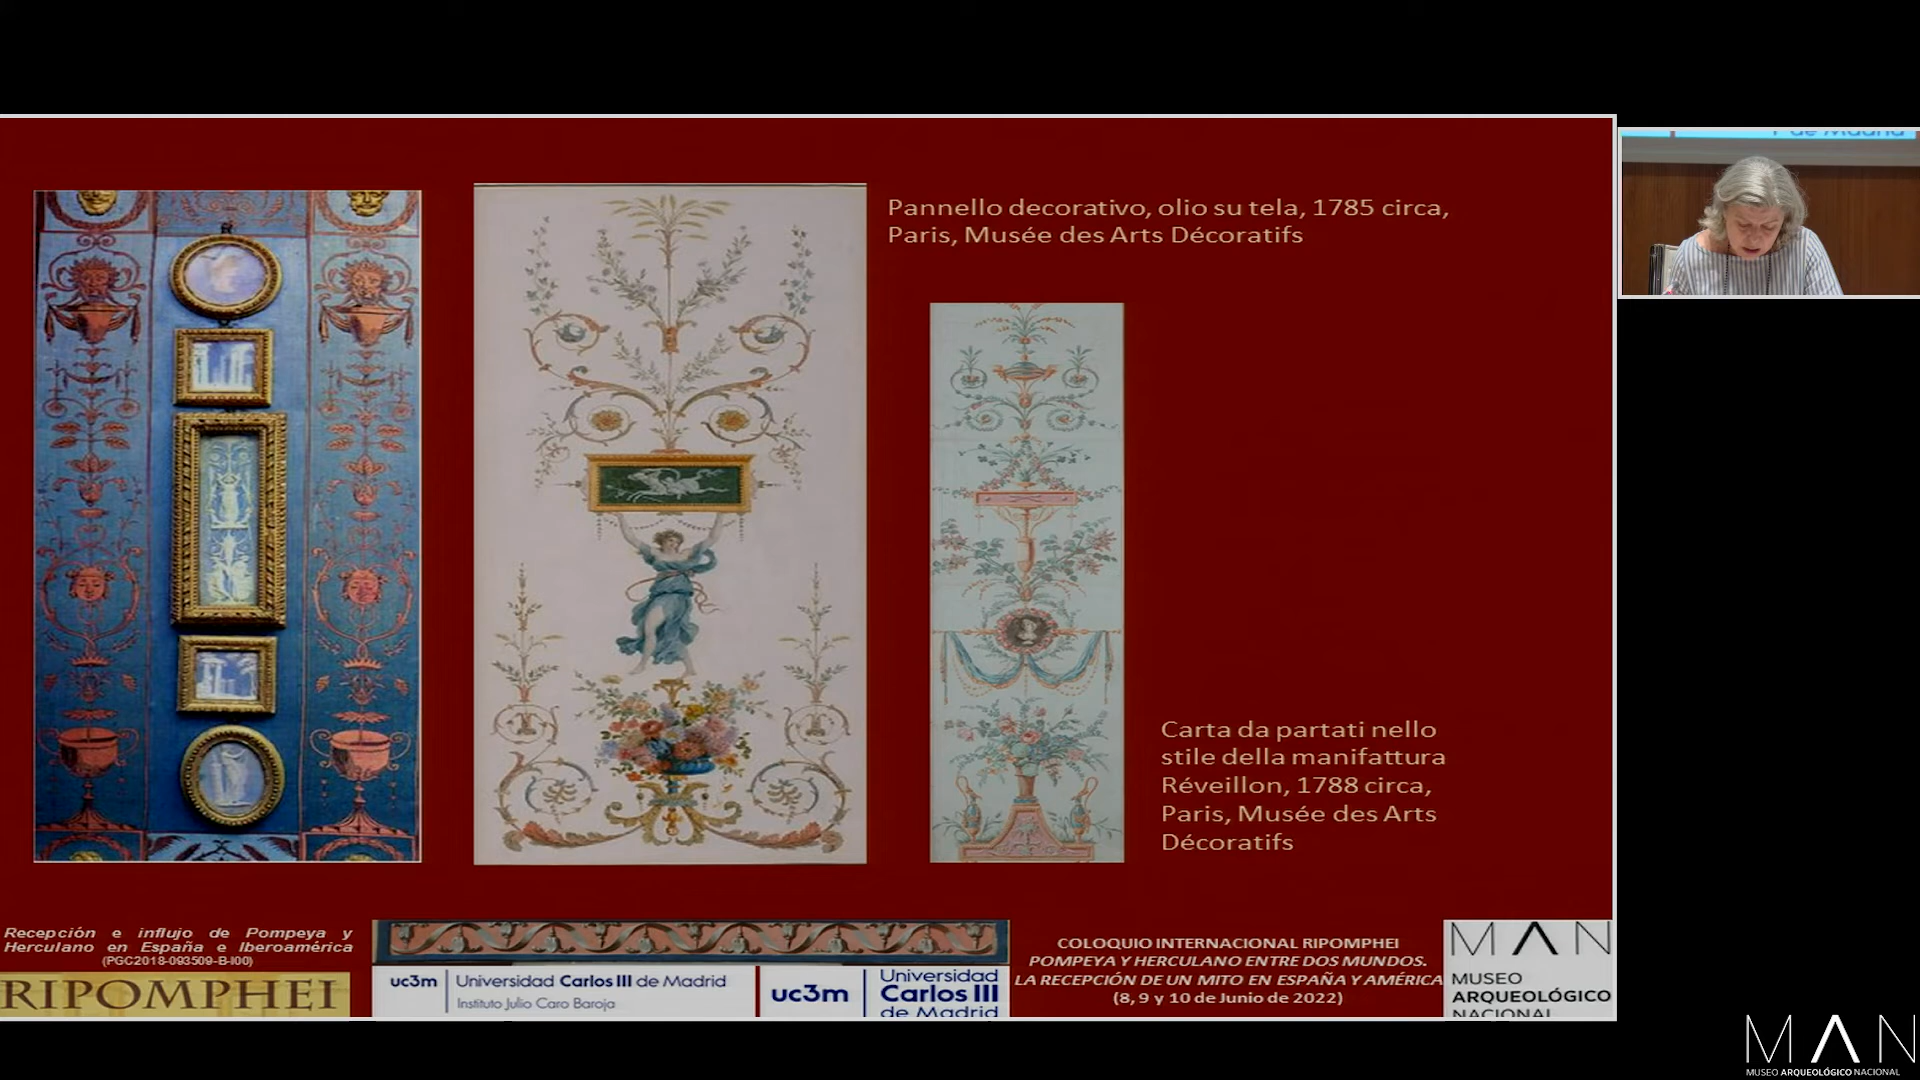 Pannello decorativo, olio su tela, 1785 circa,
Paris, Musée des Arts Décoratifs
Carta da partati nello
stile della manifattura
Réveillon, 1788 circa,
Paris, Musée des Arts
Décoratifs
Recepción e influjo de Pompeya y
Herculano en España e Iberoamérica
(PGC2018-093509-B-I00)
RIPOMPHEI
uc3m Universidad Carlos III de Madrid
Instituto Julio Caro Baroja
uc3m Universidad
Carlos III
de Madrid
COLOQUIO INTERNACIONAL RIPOMPHEI
POMPEYA Y HERCULANO ENTRE DOS MUNDOS.
LA RECEPCIÓN DE UN MITO EN ESPAÑA Y AMÉRICA
(8, 9 y 10 de Junio de 2022)
MAN
MUSEO
ARQUEOLÓGICO
NACIONAL
de Madrid
MAN
MUSEO ARQUEOLÓGICO NACIONAL